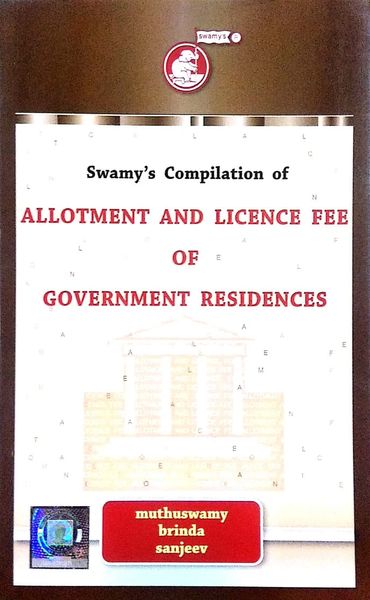 swamy's
Swamy's Compilation of
ALLOTMENT AND LICENCE FEE
OF
GOVERNMENT RESIDENCES
muthuswamy
brinda
sanjeev